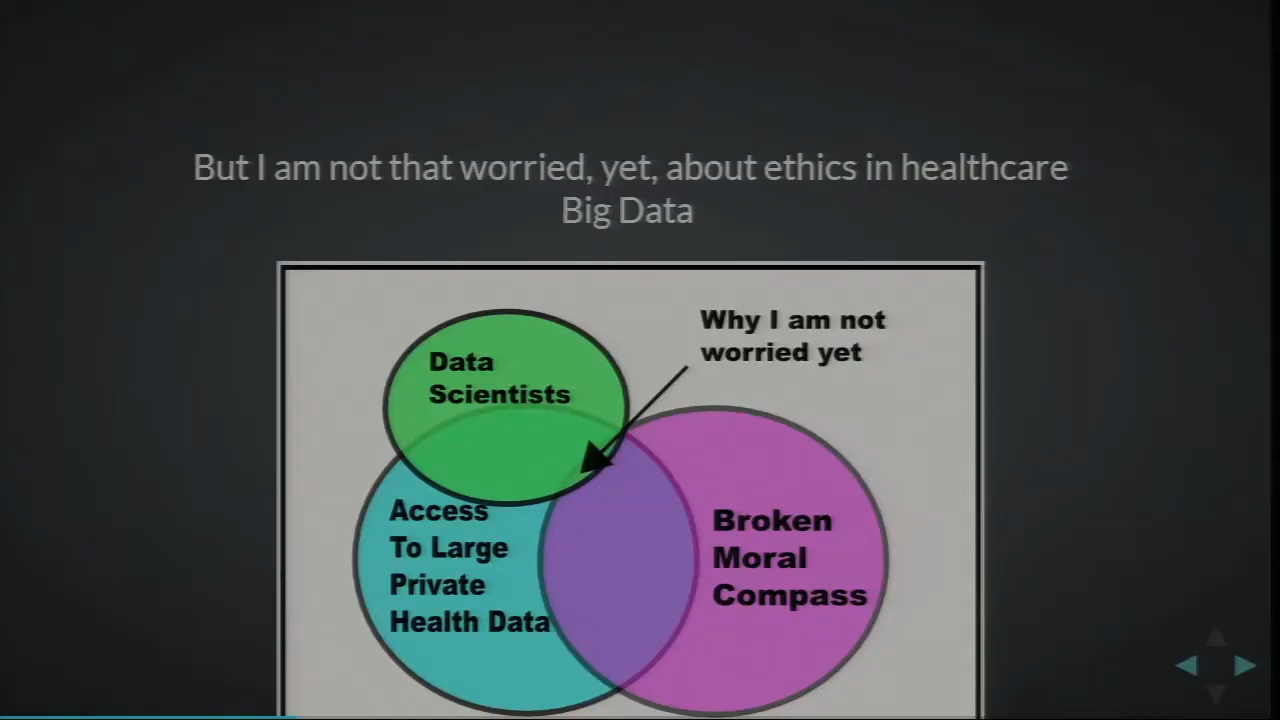 But I am not that worried, yet, about ethics in healthcare
Big Data
Why I am not
worried yet
Data
Scientists
Access
To Large
Private
Health Data
Broken
Moral
Compass